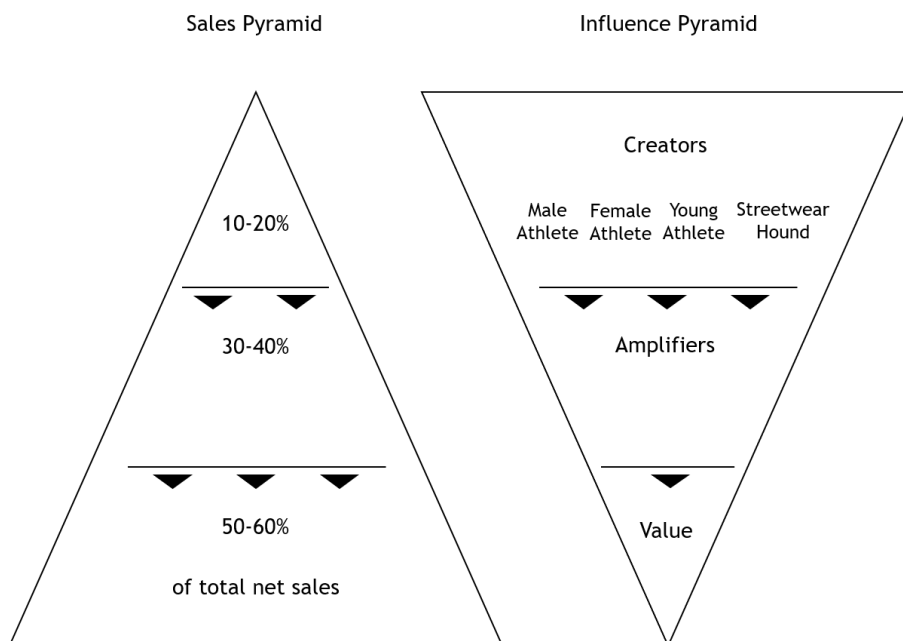 Sales Pyramid
Influence Pyramid
Creators
Male Athlete
Female Athlete
Young Athlete
Streetwear Hound
10-20%
30-40%
Amplifiers
50-60%
Value
of total net sales